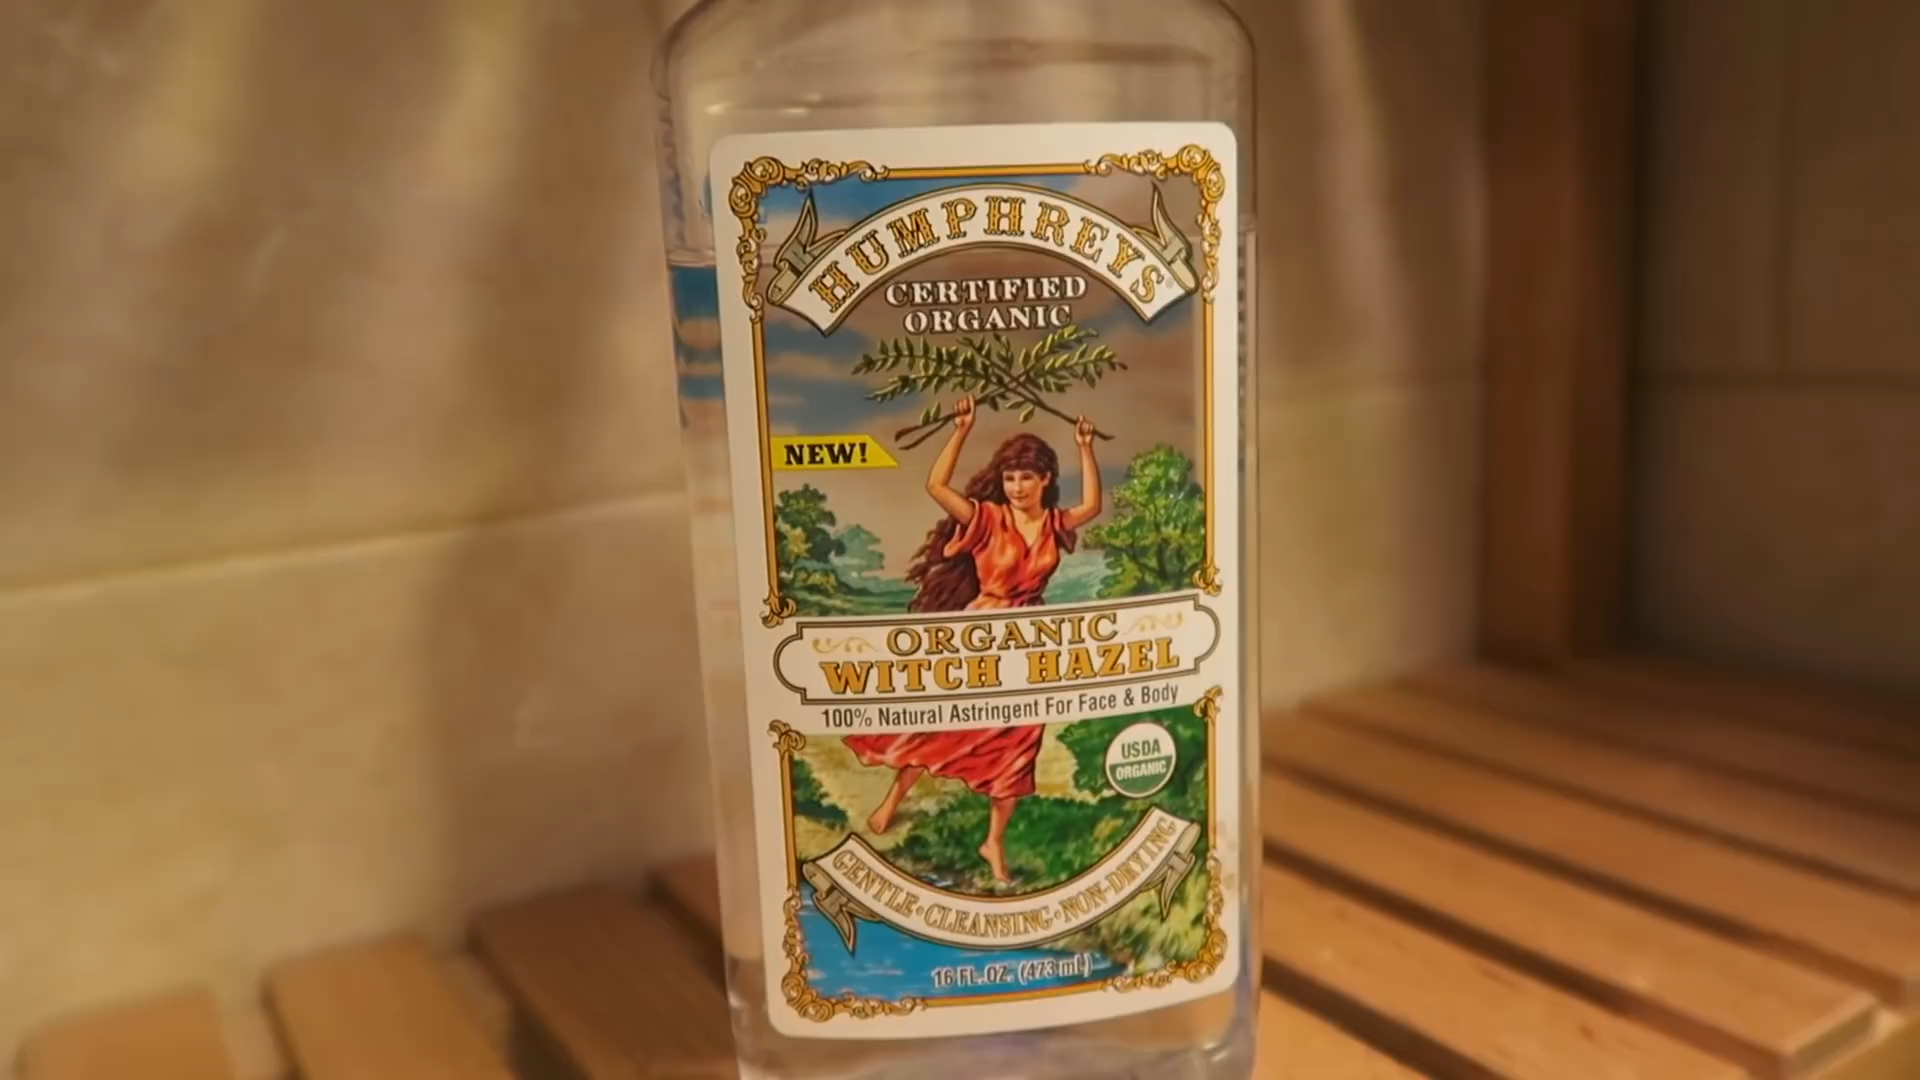 HUMPHREYS
CERTIFIED
ORGANIC
NEW!
ORGANIC
WITCH HAZEL
100% Natural Astringent For Face & Body
USDA
ORGANIC
GENTLE • CLEANSING • NON-DRYING
16 FL.OZ. (473 mL)